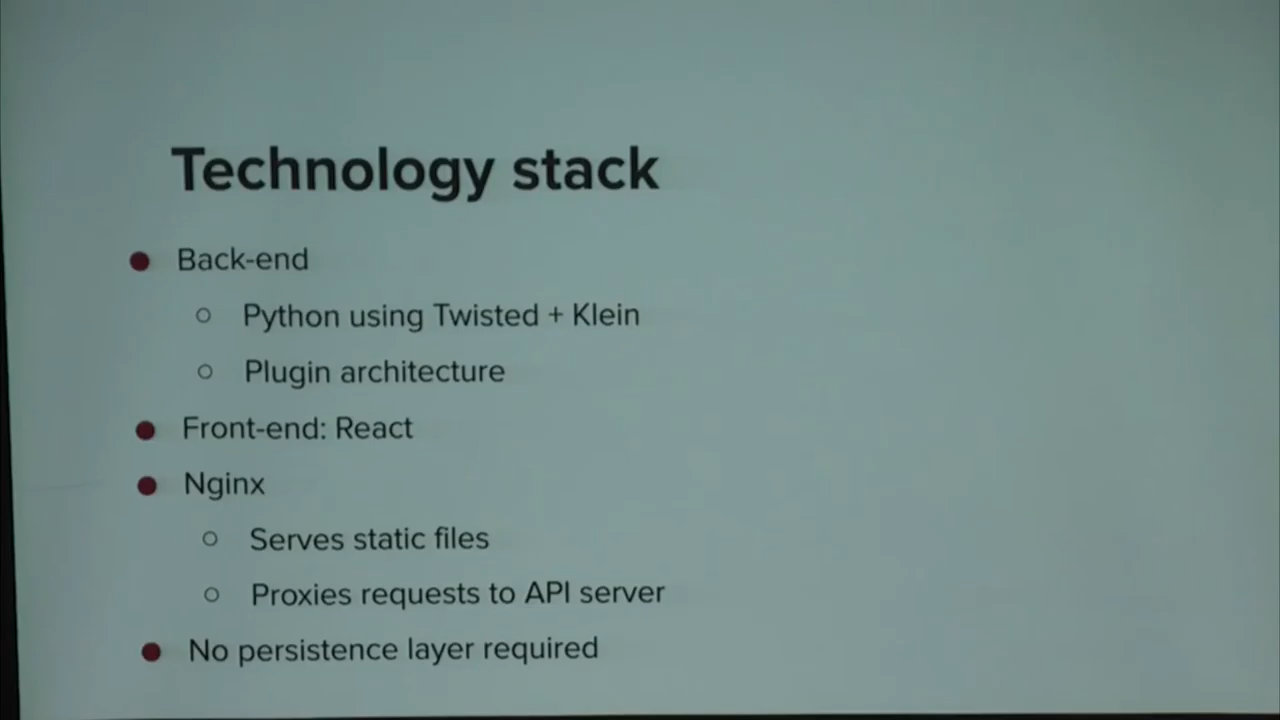 Technology stack
Back-end
Python using Twisted + Klein
Plugin architecture
Front-end: React
Nginx
Serves static files
Proxies requests to API server
No persistence layer required